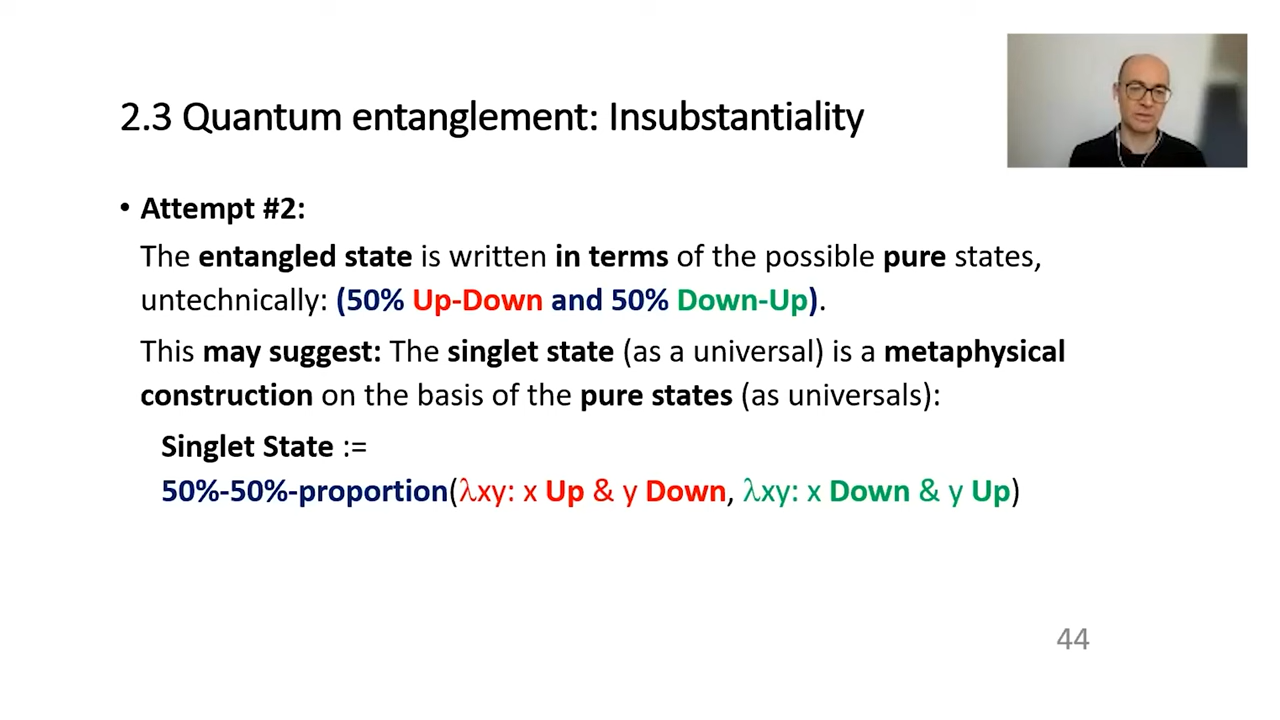 2.3 Quantum entanglement: Insubstantiality
• Attempt #2:
The entangled state is written in terms of the possible pure states,
untechnically: (50% Up-Down and 50% Down-Up).
This may suggest: The singlet state (as a universal) is a metaphysical
construction on the basis of the pure states (as universals):
Singlet State :=
50%-50%-proportion(λxy: x Up & y Down, λxy: x Down & y Up)
44